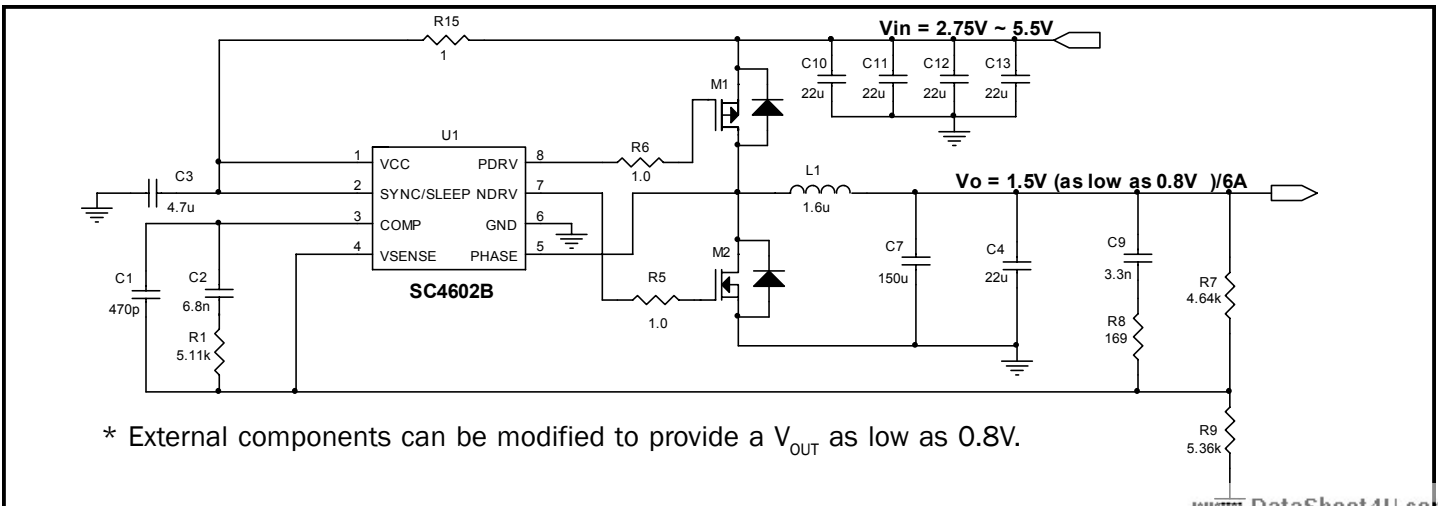 R15
1
Vin = 2.75V ~ 5.5V
C10
22u
C11
22u
C12
22u
C13
22u
M1
U1
1 VCC
PDRV 8
R6
1.0
2 SYNC/SLEEP
NDRV 7
3 COMP
GND 6
4 VSENSE
PHASE 5
SC4602B
C3
4.7u
L1
1.6u
Vo = 1.5V (as low as 0.8V )/6A
C1
470p
C2
6.8n
R1
5.11k
R5
1.0
M2
C7
150u
C4
22u
C9
3.3n
R8
169
R7
4.64k
R9
5.36k
* External components can be modified to provide a VOUT as low as 0.8V.